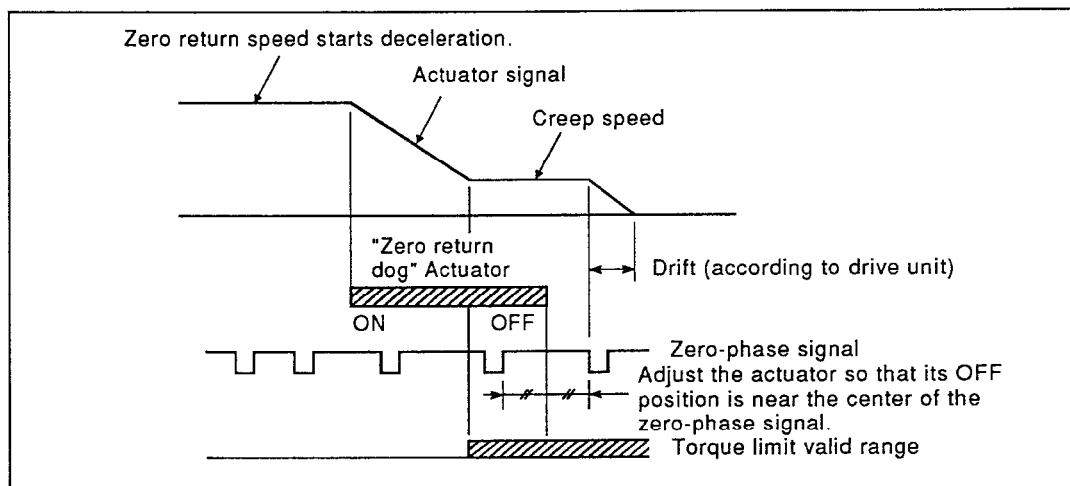 Zero return speed starts deceleration.
Actuator signal
Creep speed
"Zero return
dog" Actuator
Drift (according to drive unit)
ON
OFF
Zero-phase signal
Adjust the actuator so that its OFF
position is near the center of the
zero-phase signal.
Torque limit valid range